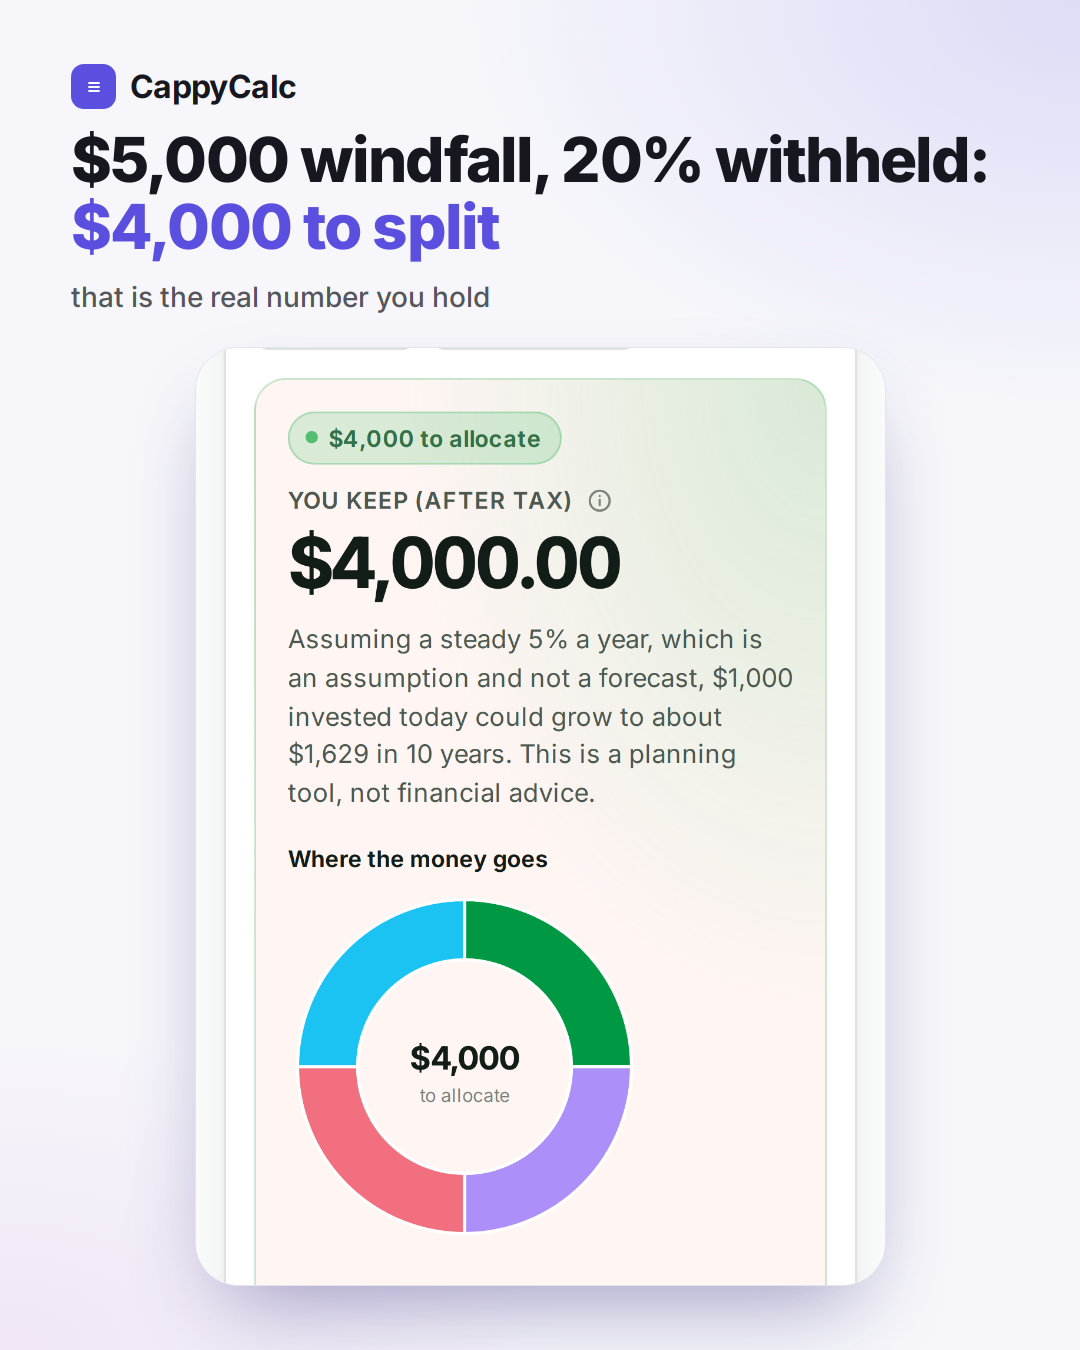 CappyCalc
$5,000 windfall, 20% withheld:
$4,000 to split
that is the real number you hold
$4,000 to allocate
YOU KEEP (AFTER TAX)
$4,000.00
Assuming a steady 5% a year, which is
an assumption and not a forecast, $1,000
invested today could grow to about
$1,629 in 10 years. This is a planning
tool, not financial advice.
Where the money goes
$4,000
to allocate